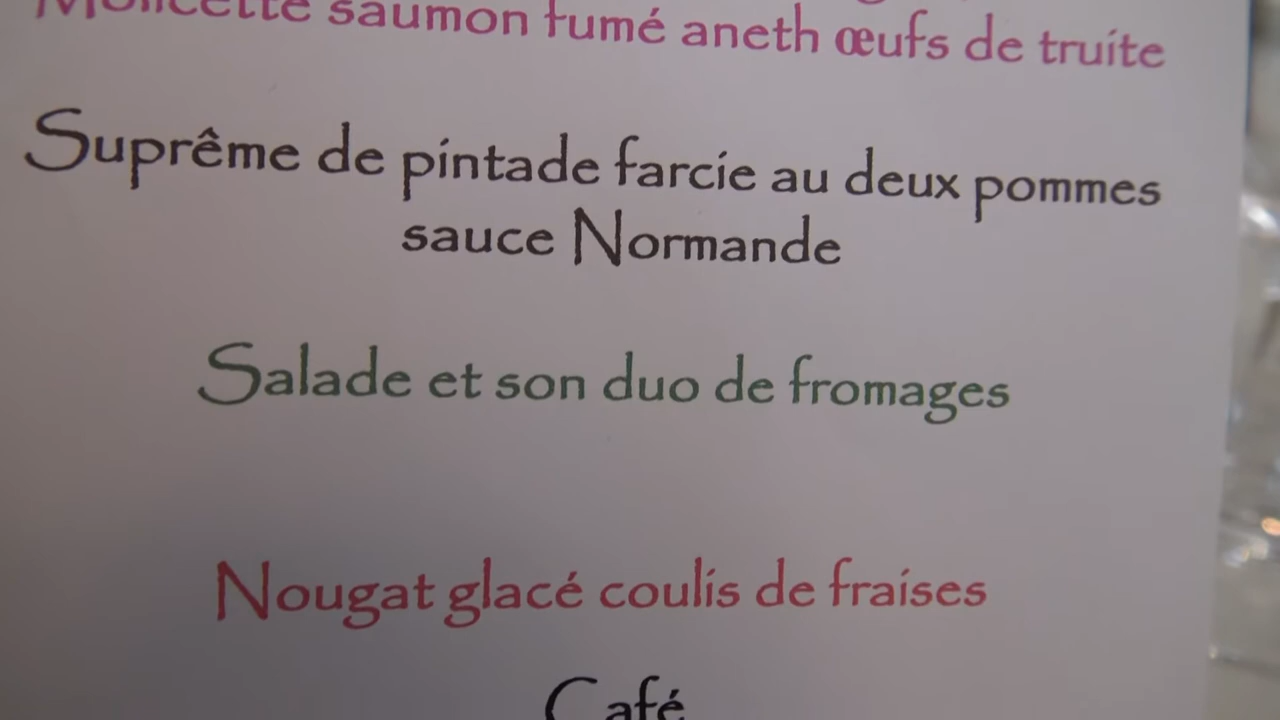 saumon fumé aneth œufs de truite
Suprême de pintade farcie au deux pommes
sauce Normande
Salade et son duo de fromages
Nougat glacé coulis de fraises
Café